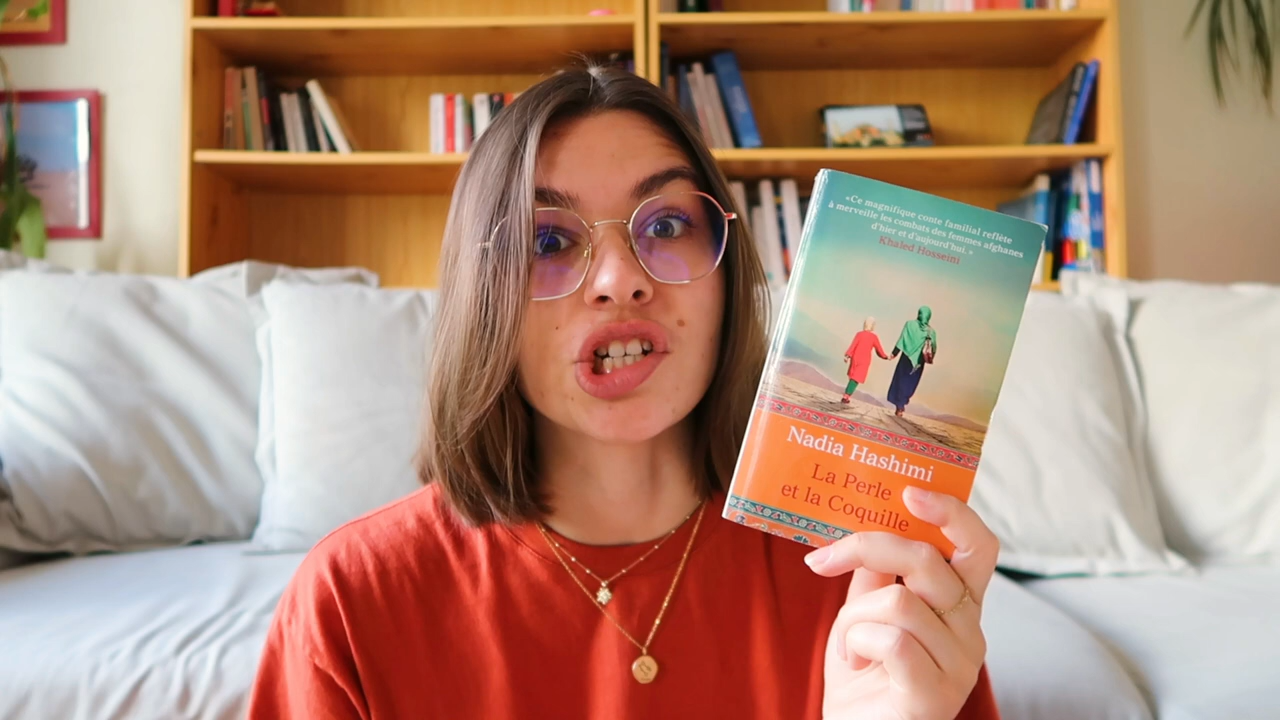 «Ce magnifique conte familial reflète
à merveille les combats des femmes afghanes
d'hier et d'aujourd'hui.»
Khaled Hosseini
Nadia Hashimi
La Perle
et la Coquille